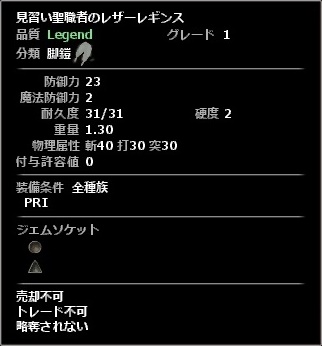 見習い聖職者のレザーレギンス
品質 Legend グレード 1
分類 脚鎧
防御力 23
魔法防御力 2
耐久度 31/31 硬度 2
重量 1.30
物理属性 斬40 打30 突30
付与許容値 0
装備条件 全種族
PRI
ジェムソケット
売却不可
トレード不可
略奪されない